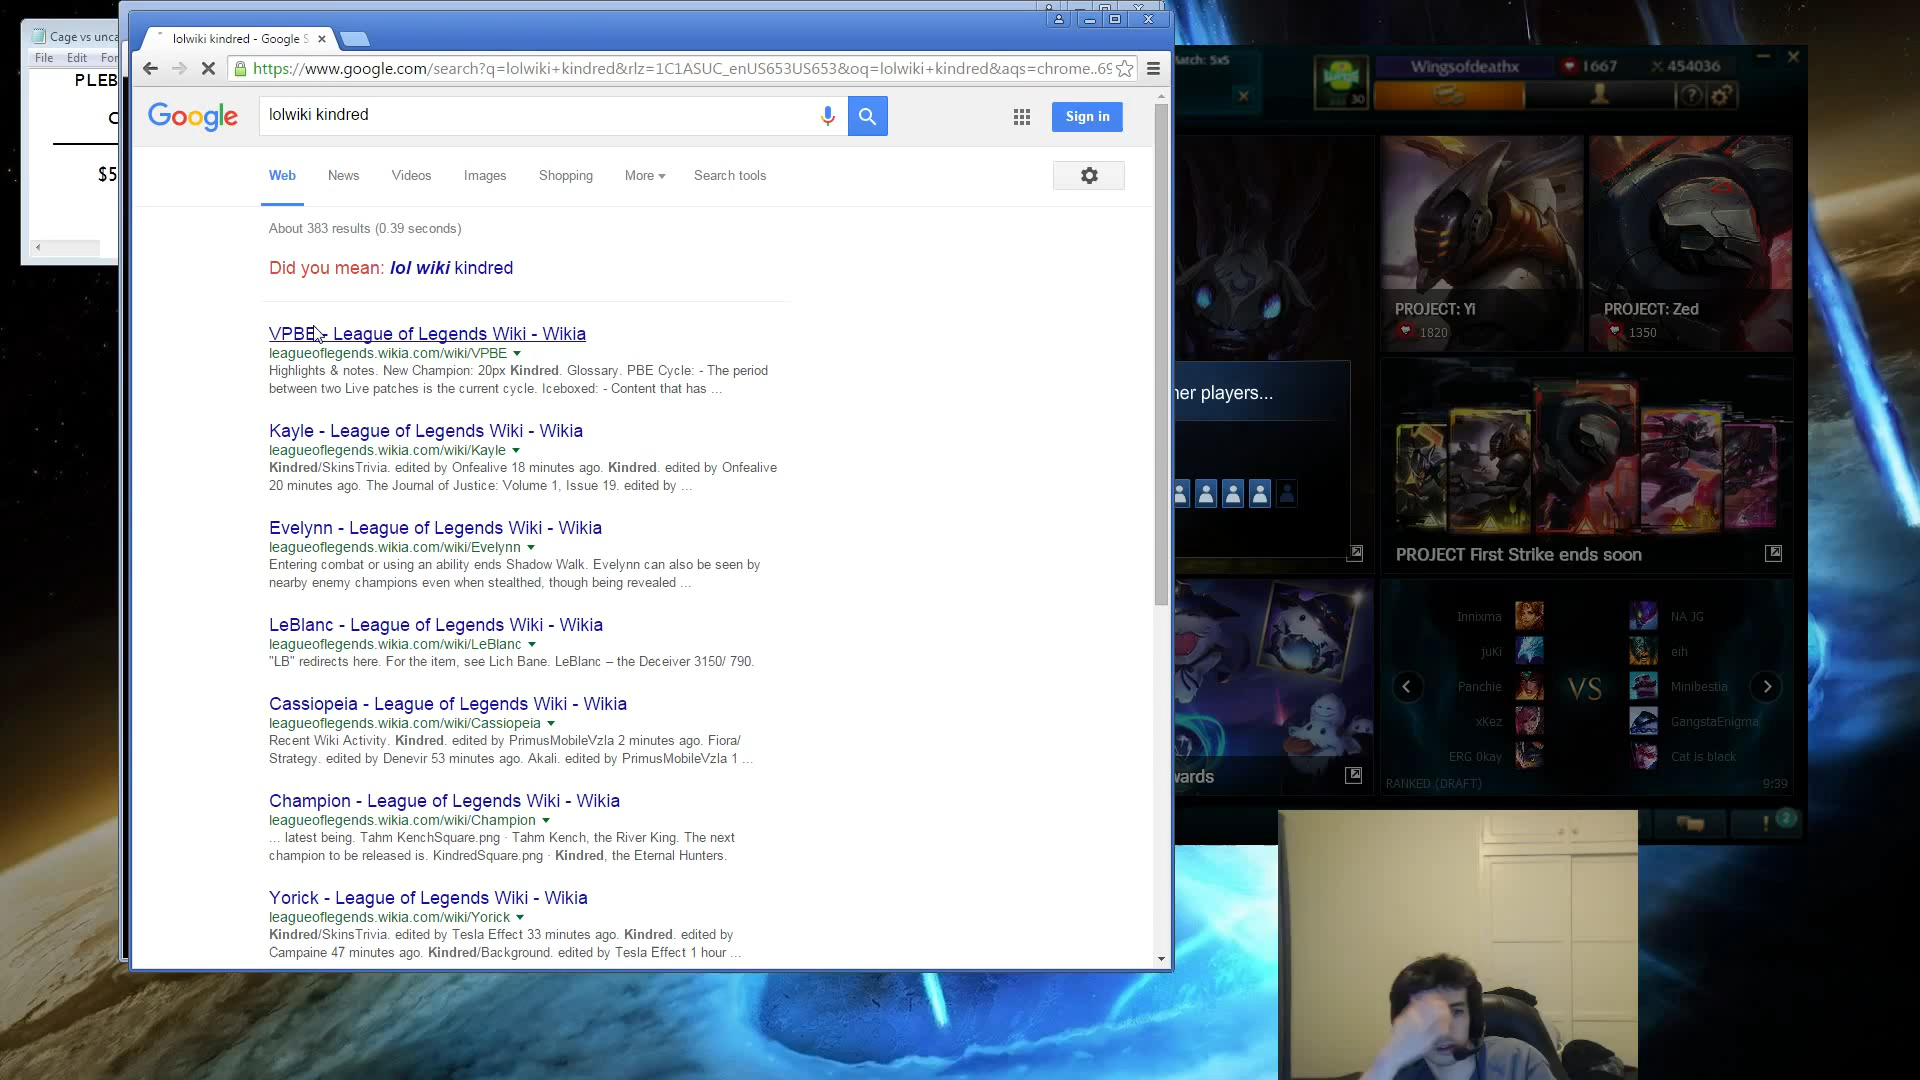 Cage vs unca
File Edit For
PLEB
C
$5
lolwiki kindred - Google S
https://www.google.com/search?q=lolwiki+kindred&rlz=1C1ASUC_enUS653US653&oq=lolwiki+kindred&aqs=chrome..69
Google
lolwiki kindred
Sign in
Web News Videos Images Shopping More Search tools
About 383 results (0.39 seconds)
Did you mean: lol wiki kindred
VPBE - League of Legends Wiki - Wikia
leagueoflegends.wikia.com/wiki/VPBE
Highlights & notes. New Champion: 20px Kindred. Glossary. PBE Cycle: - The period
between two Live patches is the current cycle. Iceboxed: - Content that has ...
Kayle - League of Legends Wiki - Wikia
leagueoflegends.wikia.com/wiki/Kayle
Kindred/SkinsTrivia. edited by Onfealive 18 minutes ago. Kindred. edited by Onfealive
20 minutes ago. The Journal of Justice: Volume 1, Issue 19. edited by ...
Evelynn - League of Legends Wiki - Wikia
leagueoflegends.wikia.com/wiki/Evelynn
Entering combat or using an ability ends Shadow Walk. Evelynn can also be seen by
nearby enemy champions even when stealthed, though being revealed ...
LeBlanc - League of Legends Wiki - Wikia
leagueoflegends.wikia.com/wiki/LeBlanc
"LB" redirects here. For the item, see Lich Bane. LeBlanc – the Deceiver 3150/ 790.
Cassiopeia - League of Legends Wiki - Wikia
leagueoflegends.wikia.com/wiki/Cassiopeia
Recent Wiki Activity. Kindred. edited by PrimusMobileVzla 2 minutes ago. Fiora/
Strategy. edited by Denevir 53 minutes ago. Akali. edited by PrimusMobileVzla 1 ...
Champion - League of Legends Wiki - Wikia
leagueoflegends.wikia.com/wiki/Champion
... latest being. Tahm KenchSquare.png · Tahm Kench, the River King. The next
champion to be released is. KindredSquare.png · Kindred, the Eternal Hunters.
Yorick - League of Legends Wiki - Wikia
leagueoflegends.wikia.com/wiki/Yorick
Kindred/SkinsTrivia. edited by Tesla Effect 33 minutes ago. Kindred. edited by
Campaine 47 minutes ago. Kindred/Background. edited by Tesla Effect 1 hour ...
Match: 5x5
30
Wingsofdeathx 1667 454036
PROJECT: Yi
1820
PROJECT: Zed
1350
her players...
PROJECT First Strike ends soon
wards
Innixma NA JG
juKi eih
Panchie VS Minibestia
xKez GangstaEnigma
ERG 0kay Cat is black
RANKED (DRAFT) 9:39
2